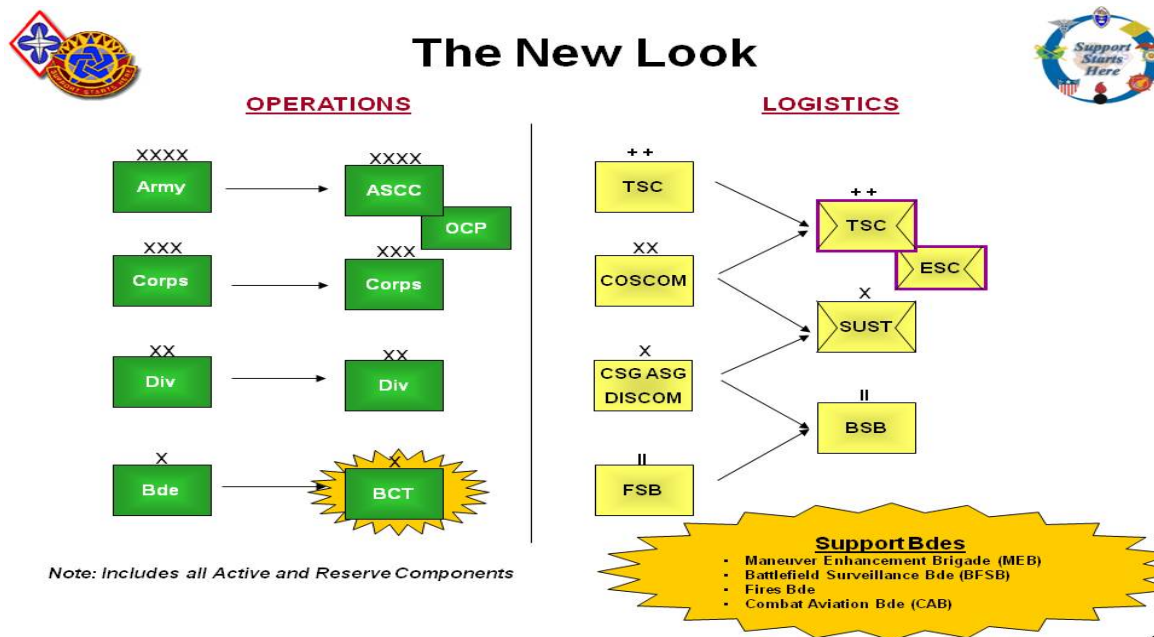 The New Look
Support
Starts
Here
SUPPORT STARTS HERE
OPERATIONS
XXXX
Army
XXXX
ASCC
OCP
XXX
Corps
XXX
Corps
XX
Div
XX
Div
X
Bde
X
BCT
Note: Includes all Active and Reserve Components
LOGISTICS
++
TSC
++
TSC
ESC
XX
COSCOM
X
SUST
X
CSG ASG
DISCOM
II
BSB
II
FSB
Support Bdes
• Maneuver Enhancement Brigade (MEB)
• Battlefield Surveillance Bde (BFSB)
• Fires Bde
• Combat Aviation Bde (CAB)